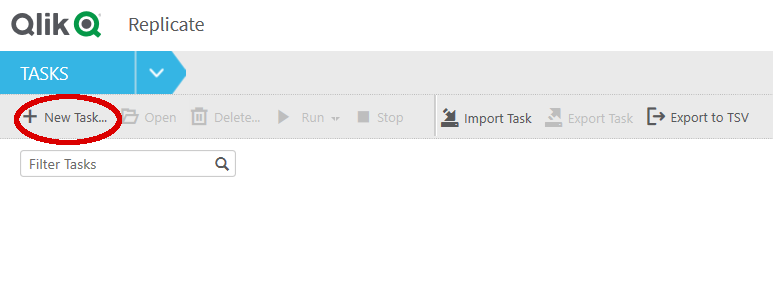 Qlik Replicate
TASKS
New Task... Open Delete... Run Stop Import Task Export Task Export to TSV
Filter Tasks